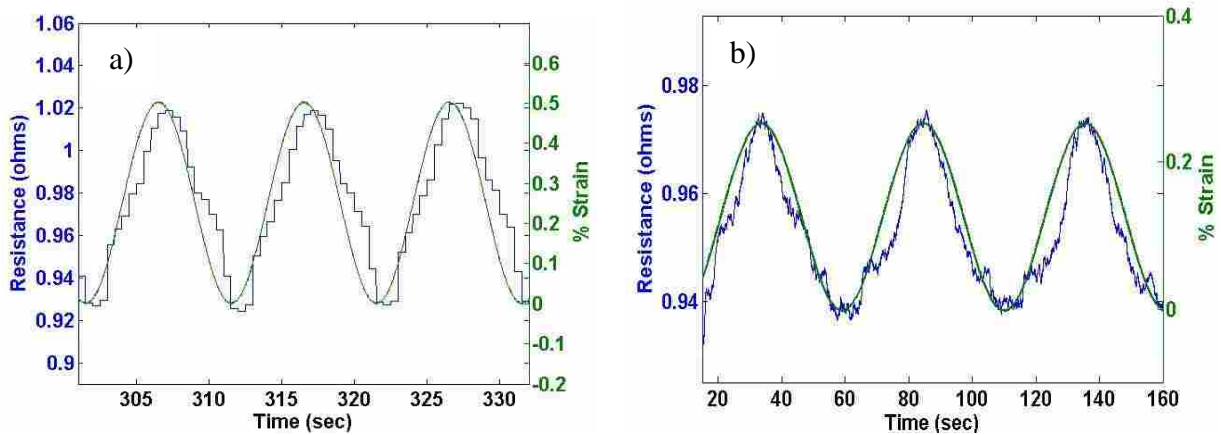 a)
1.06
1.04
1.02
1
0.98
0.96
0.94
0.92
0.9
Resistance (ohms)
0.6
0.5
0.4
0.3
0.2
0.1
0
-0.1
-0.2
% Strain
305 310 315 320 325 330
Time (sec)
b)
0.98
0.96
0.94
Resistance (ohms)
0.4
0.2
0
% Strain
20 40 60 80 100 120 140 160
Time (sec)